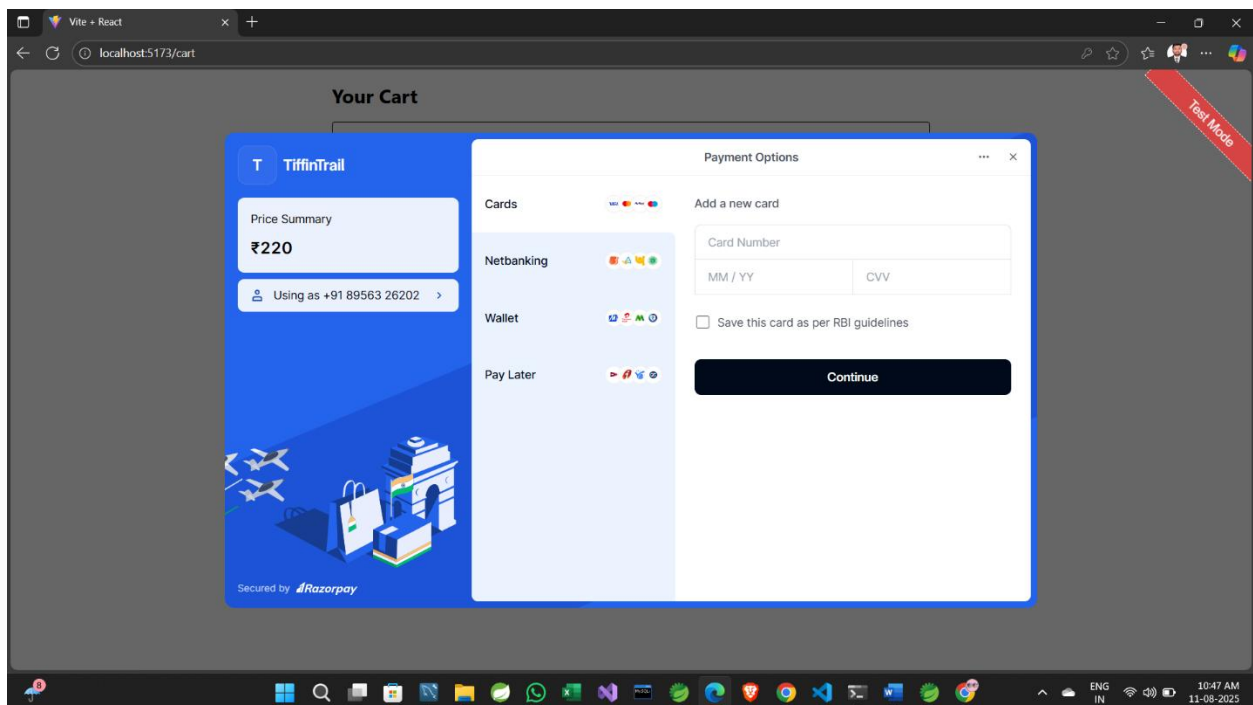 Vite + React
localhost:5173/cart
Your Cart
Test Mode
T TiffinTrail
Price Summary
₹220
Using as +91 89563 26202
Secured by Razorpay
Payment Options
Cards
Netbanking
Wallet
Pay Later
Add a new card
Card Number
MM / YY
CVV
Save this card as per RBI guidelines
Continue
8
ENG
IN
10:47 AM
11-08-2025